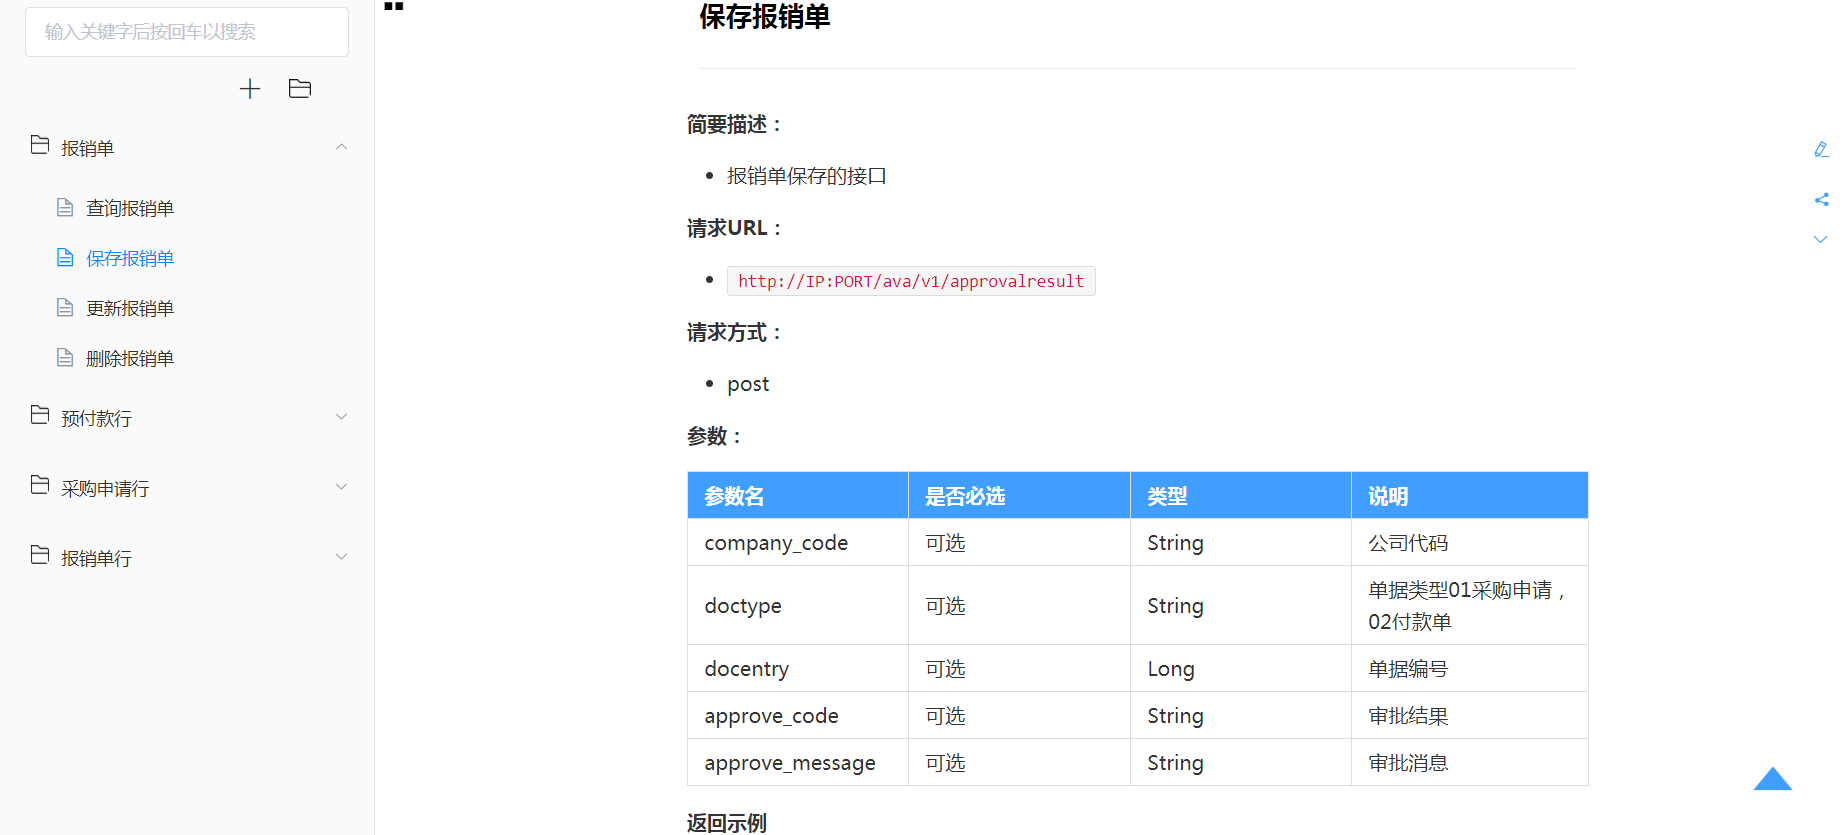 输入关键字后按回车以搜索
报销单
查询报销单
保存报销单
更新报销单
删除报销单
预付款行
采购申请行
报销单行
保存报销单
简要描述：
报销单保存的接口
请求URL：
http://IP:PORT/ava/v1/approvalresult
请求方式：
post
参数：
参数名 是否必选 类型 说明
company_code 可选 String 公司代码
doctype 可选 String 单据类型01采购申请，
02付款单
docentry 可选 Long 单据编号
approve_code 可选 String 审批结果
approve_message 可选 String 审批消息
返回示例